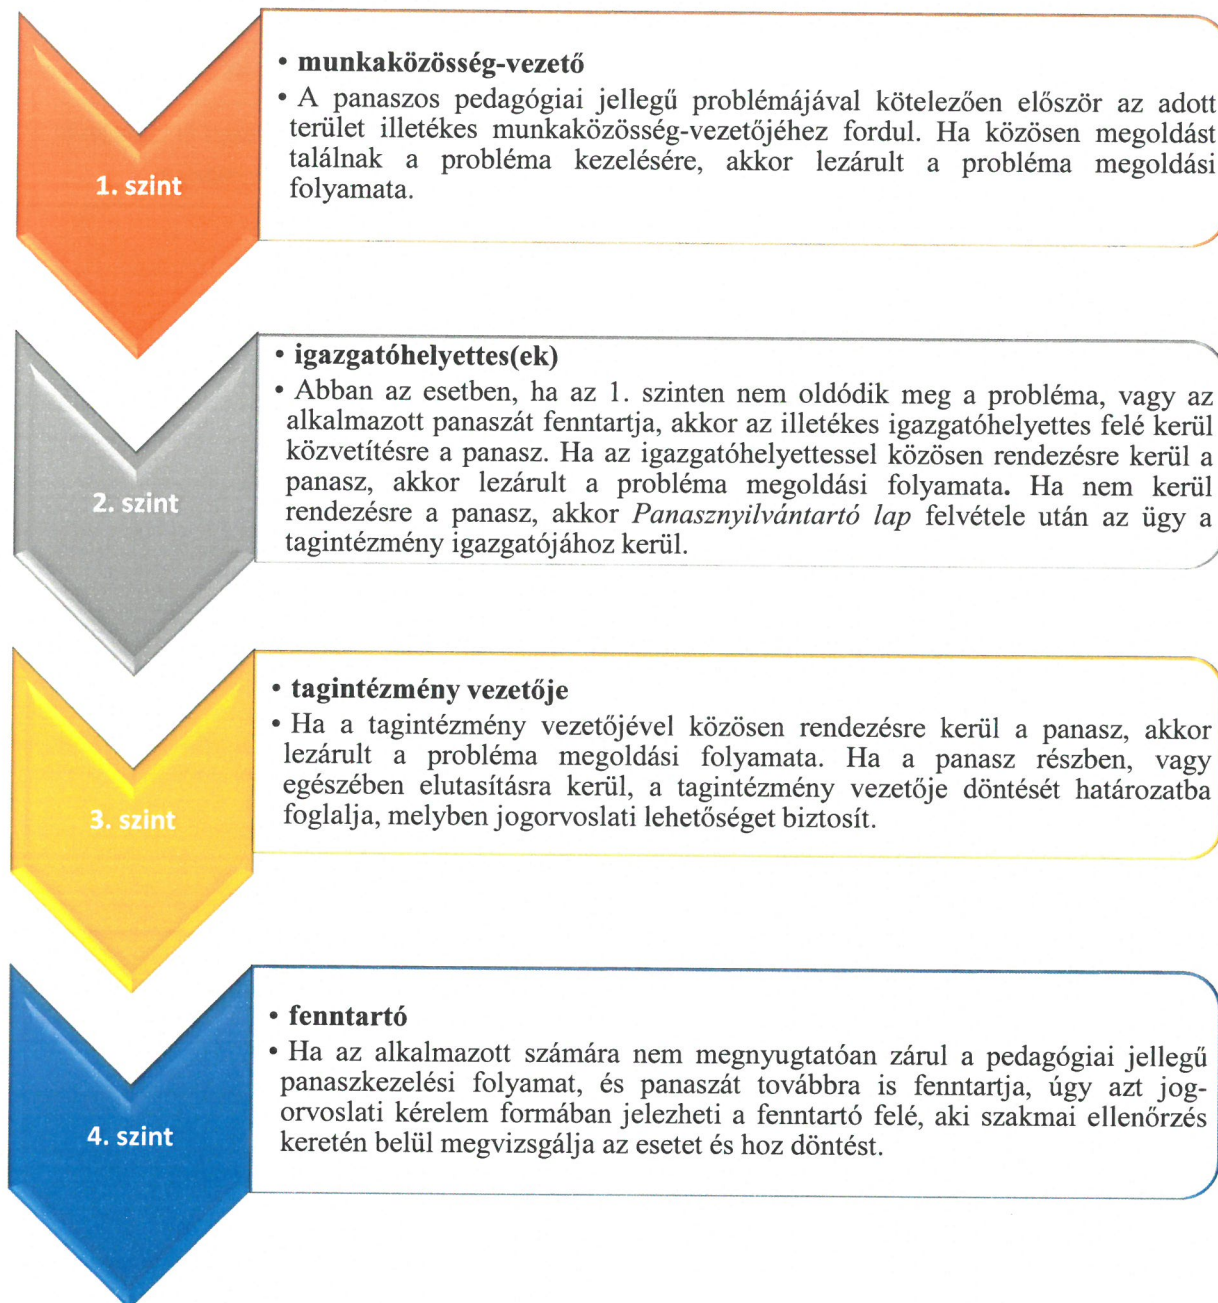 1. szint
• munkaközösség-vezető
• A panaszos pedagógiai jellegű problémájával kötelezően először az adott
terület illetékes munkaközösség-vezetőjéhez fordul. Ha közösen megoldást
találnak a probléma kezelésére, akkor lezárult a probléma megoldási
folyamata.
2. szint
• igazgatóhelyettes(ek)
• Abban az esetben, ha az 1. szinten nem oldódik meg a probléma, vagy az
alkalmazott panaszát fenntartja, akkor az illetékes igazgatóhelyettes felé kerül
közvetítésre a panasz. Ha az igazgatóhelyettessel közösen rendezésre kerül a
panasz, akkor lezárult a probléma megoldási folyamata. Ha nem kerül
rendezésre a panasz, akkor Panasznyilvántartó lap felvétele után az ügy a
tagintézmény igazgatójához kerül.
3. szint
• tagintézmény vezetője
• Ha a tagintézmény vezetőjével közösen rendezésre kerül a panasz, akkor
lezárult a probléma megoldási folyamata. Ha a panasz részben, vagy
egészében elutasításra kerül, a tagintézmény vezetője döntését határozatba
foglalja, melyben jogorvoslati lehetőséget biztosít.
4. szint
• fenntartó
• Ha az alkalmazott számára nem megnyugtatóan zárul a pedagógiai jellegű
panaszkezelési folyamat, és panaszát továbbra is fenntartja, úgy azt jog-
orvoslati kérelem formában jelezheti a fenntartó felé, aki szakmai ellenőrzés
keretén belül megvizsgálja az esetet és hoz döntést.